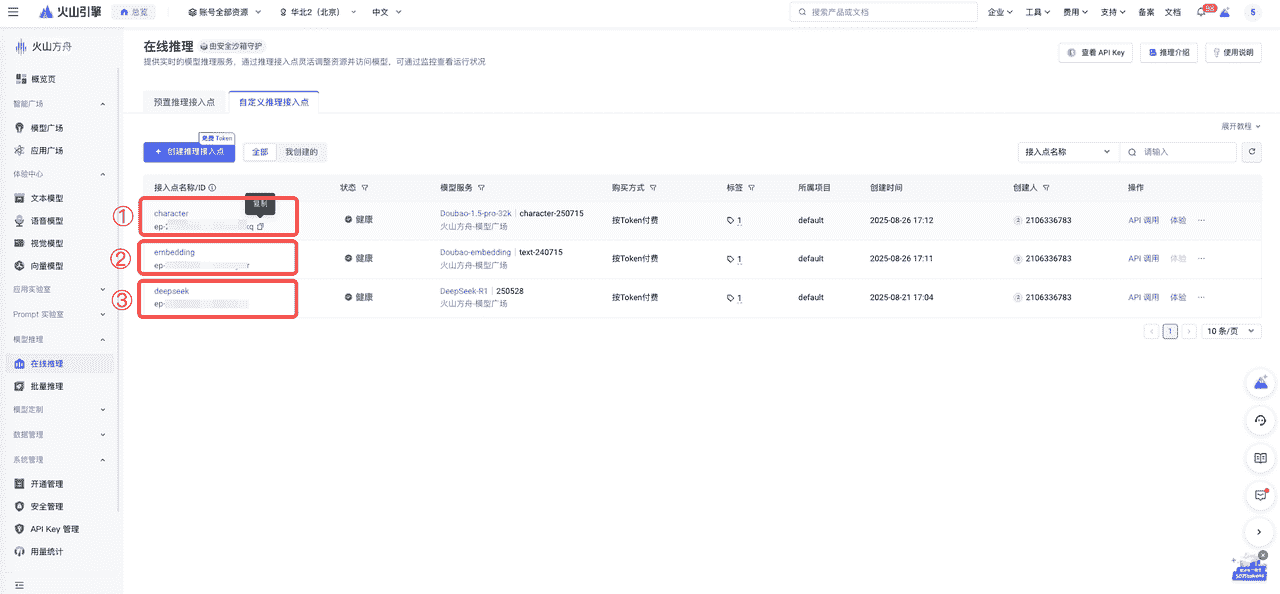 火山引擎
总览
账号全部资源
华北2（北京）
中文
搜索产品或文档
企业
工具
费用
支持
备案
文档
5
火山方舟
概览页
智能广场
模型广场
应用广场
体验中心
文本模型
语音模型
视觉模型
向量模型
应用实验室
Prompt 实验室
模型推理
在线推理
批量推理
模型定制
数据管理
系统管理
开通管理
安全管理
API Key 管理
用量统计
在线推理 由安全沙箱守护
提供实时的模型推理服务，通过推理接入点灵活调整资源并访问模型，可通过监控查看运行状况
查看 API Key
推理介绍
使用说明
预置推理接入点
自定义推理接入点
展开教程
免费 Token
+ 创建推理接入点
全部
我创建的
接入点名称
请输入
接入点名称/ID 状态 模型服务 购买方式 标签 所属项目 创建时间 创建人 操作
复制
① character 健康 Doubao-1.5-pro-32k | character-250715 按Token付费 1 default 2025-08-26 17:12 2106336783 API 调用 体验 ...
ep- 火山方舟-模型广场
② embedding 健康 Doubao-embedding | text-240715 按Token付费 1 default 2025-08-26 17:11 2106336783 API 调用 体验 ...
ep- 火山方舟-模型广场
③ deepseek 健康 DeepSeek-R1 | 250528 按Token付费 1 default 2025-08-21 17:04 2106336783 API 调用 体验 ...
ep- 火山方舟-模型广场
1
10 条/页